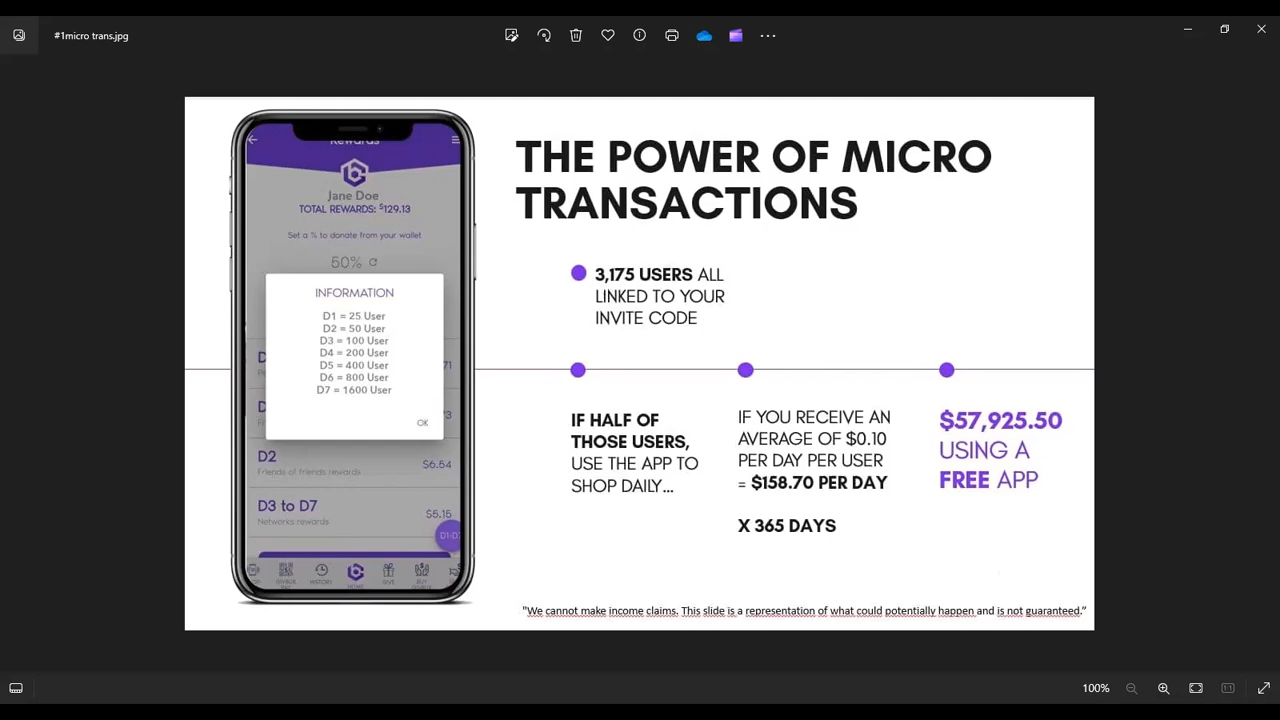 #1micro trans.jpg
Rewards
Jane Doe
TOTAL REWARDS: $129.13
Set a % to donate from your wallet
50%
INFORMATION
D1 = 25 User
D2 = 50 User
D3 = 100 User
D4 = 200 User
D5 = 400 User
D6 = 800 User
D7 = 1600 User
OK
D2
Friends of friends rewards
$6.54
D3 to D7
Networks rewards
$5.15
HISTORY
HOME
GIVE
THE POWER OF MICRO
TRANSACTIONS
3,175 USERS ALL
LINKED TO YOUR
INVITE CODE
IF HALF OF
THOSE USERS,
USE THE APP TO
SHOP DAILY...
IF YOU RECEIVE AN
AVERAGE OF $0.10
PER DAY PER USER
= $158.70 PER DAY
X 365 DAYS
$57,925.50
USING A
FREE APP
"We cannot make income claims. This slide is a representation of what could potentially happen and is not guaranteed."
100%